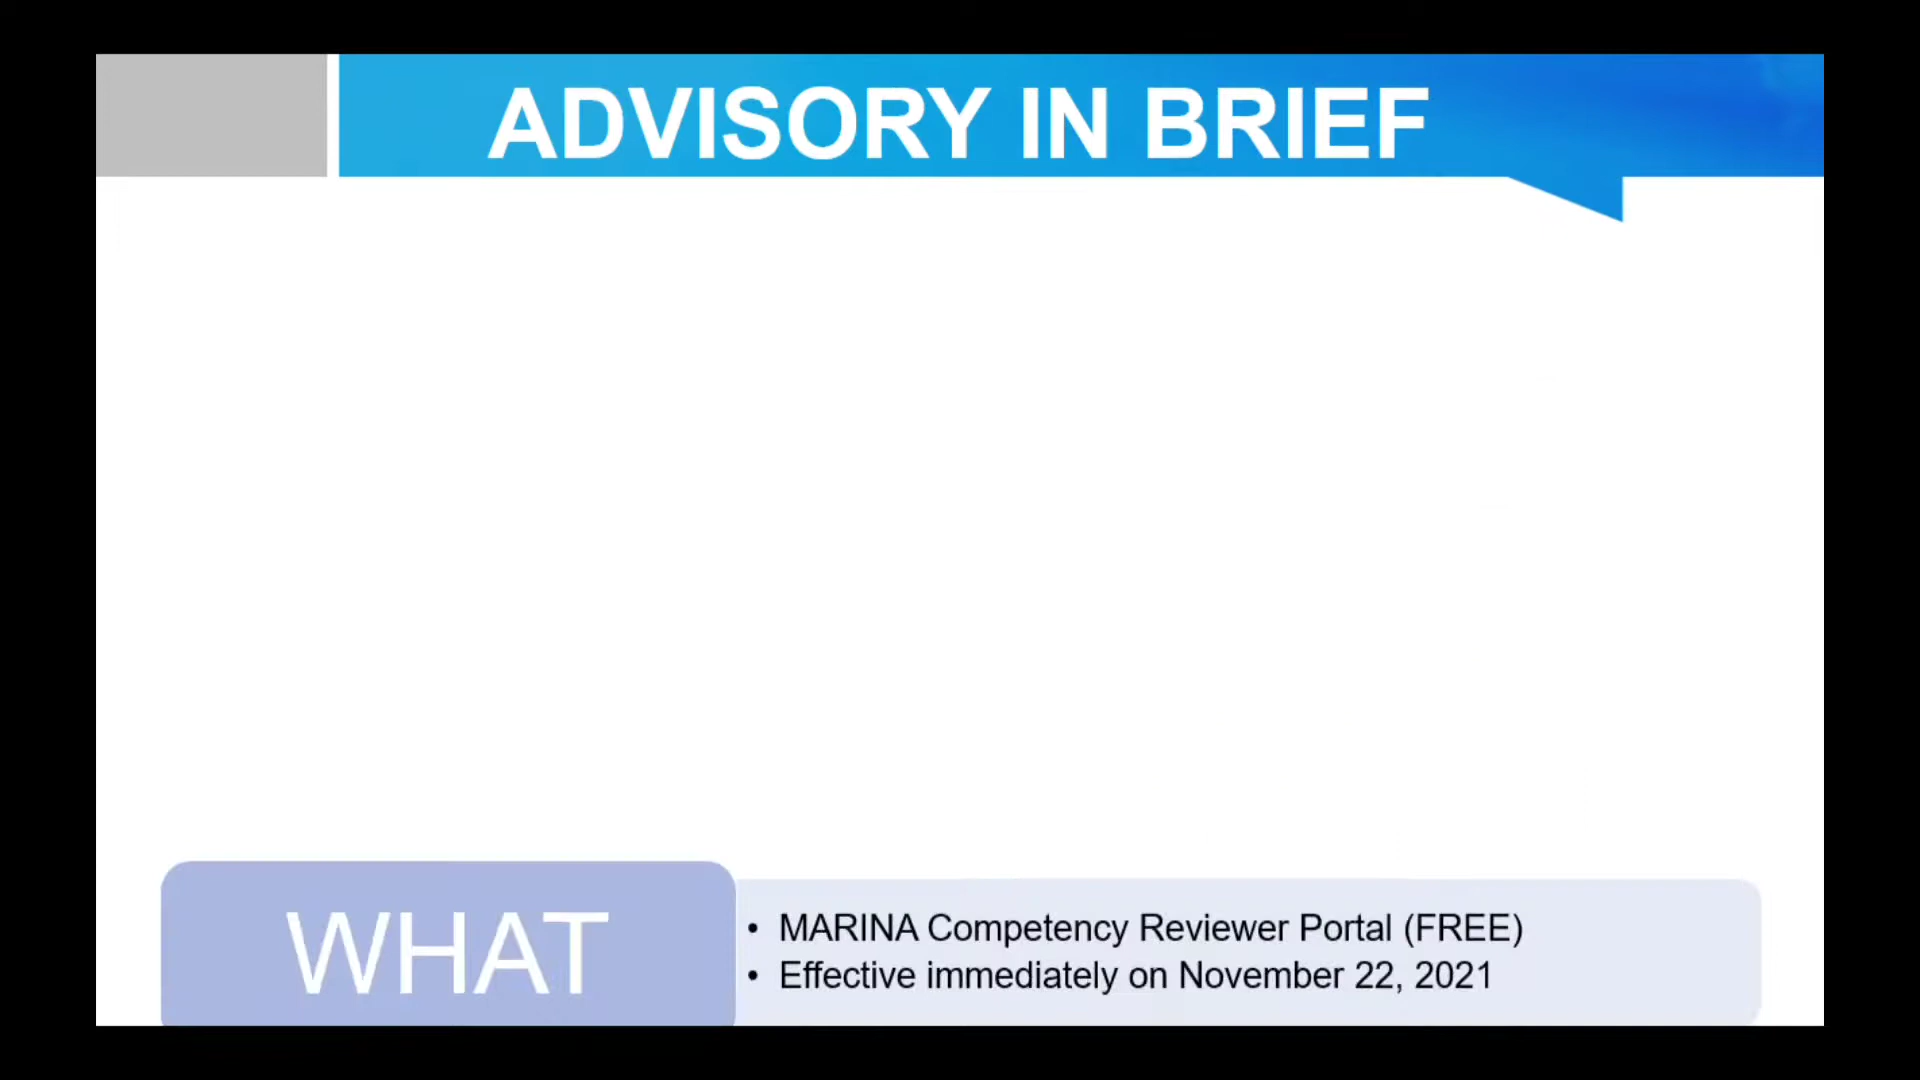 ADVISORY IN BRIEF
WHAT
• MARINA Competency Reviewer Portal (FREE)
• Effective immediately on November 22, 2021